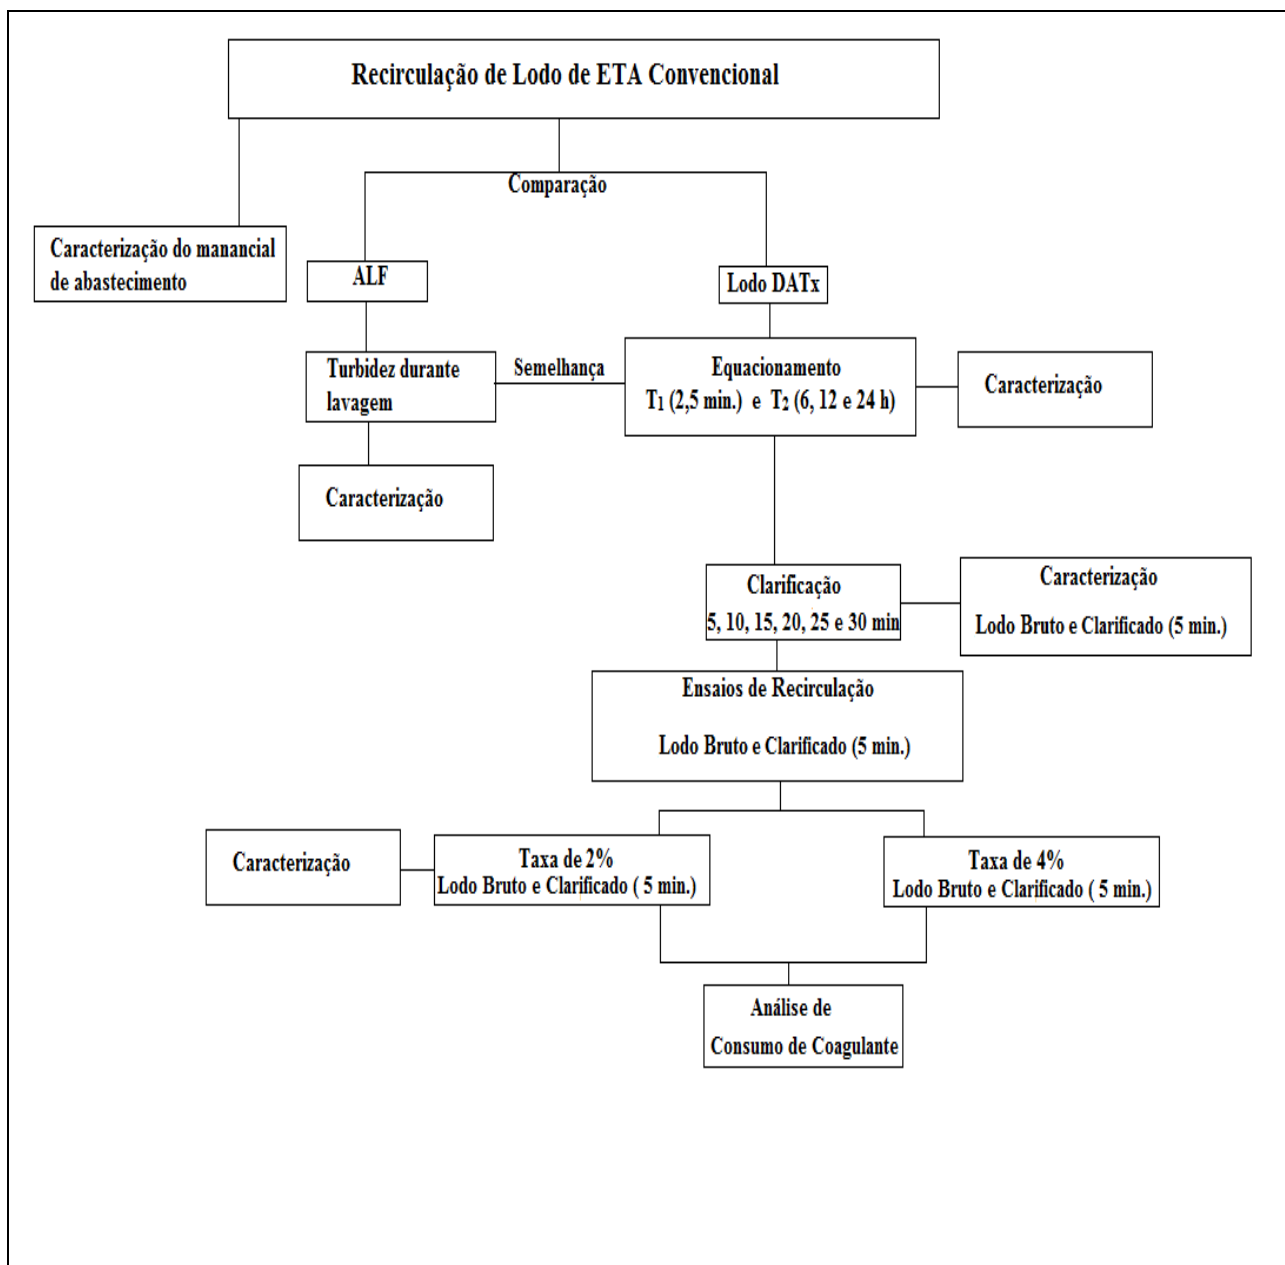 Recirculação de Lodo de ETA Convencional
Comparação
Caracterização do manancial
de abastecimento
ALF
Lodo DATx
Turbidez durante
lavagem
Semelhança
Equacionamento
T1 (2,5 min.) e T2 (6, 12 e 24 h)
Caracterização
Caracterização
Clarificação
5, 10, 15, 20, 25 e 30 min
Caracterização
Lodo Bruto e Clarificado (5 min.)
Ensaios de Recirculação
Lodo Bruto e Clarificado (5 min.)
Caracterização
Taxa de 2%
Lodo Bruto e Clarificado ( 5 min.)
Taxa de 4%
Lodo Bruto e Clarificado ( 5 min.)
Análise de
Consumo de Coagulante